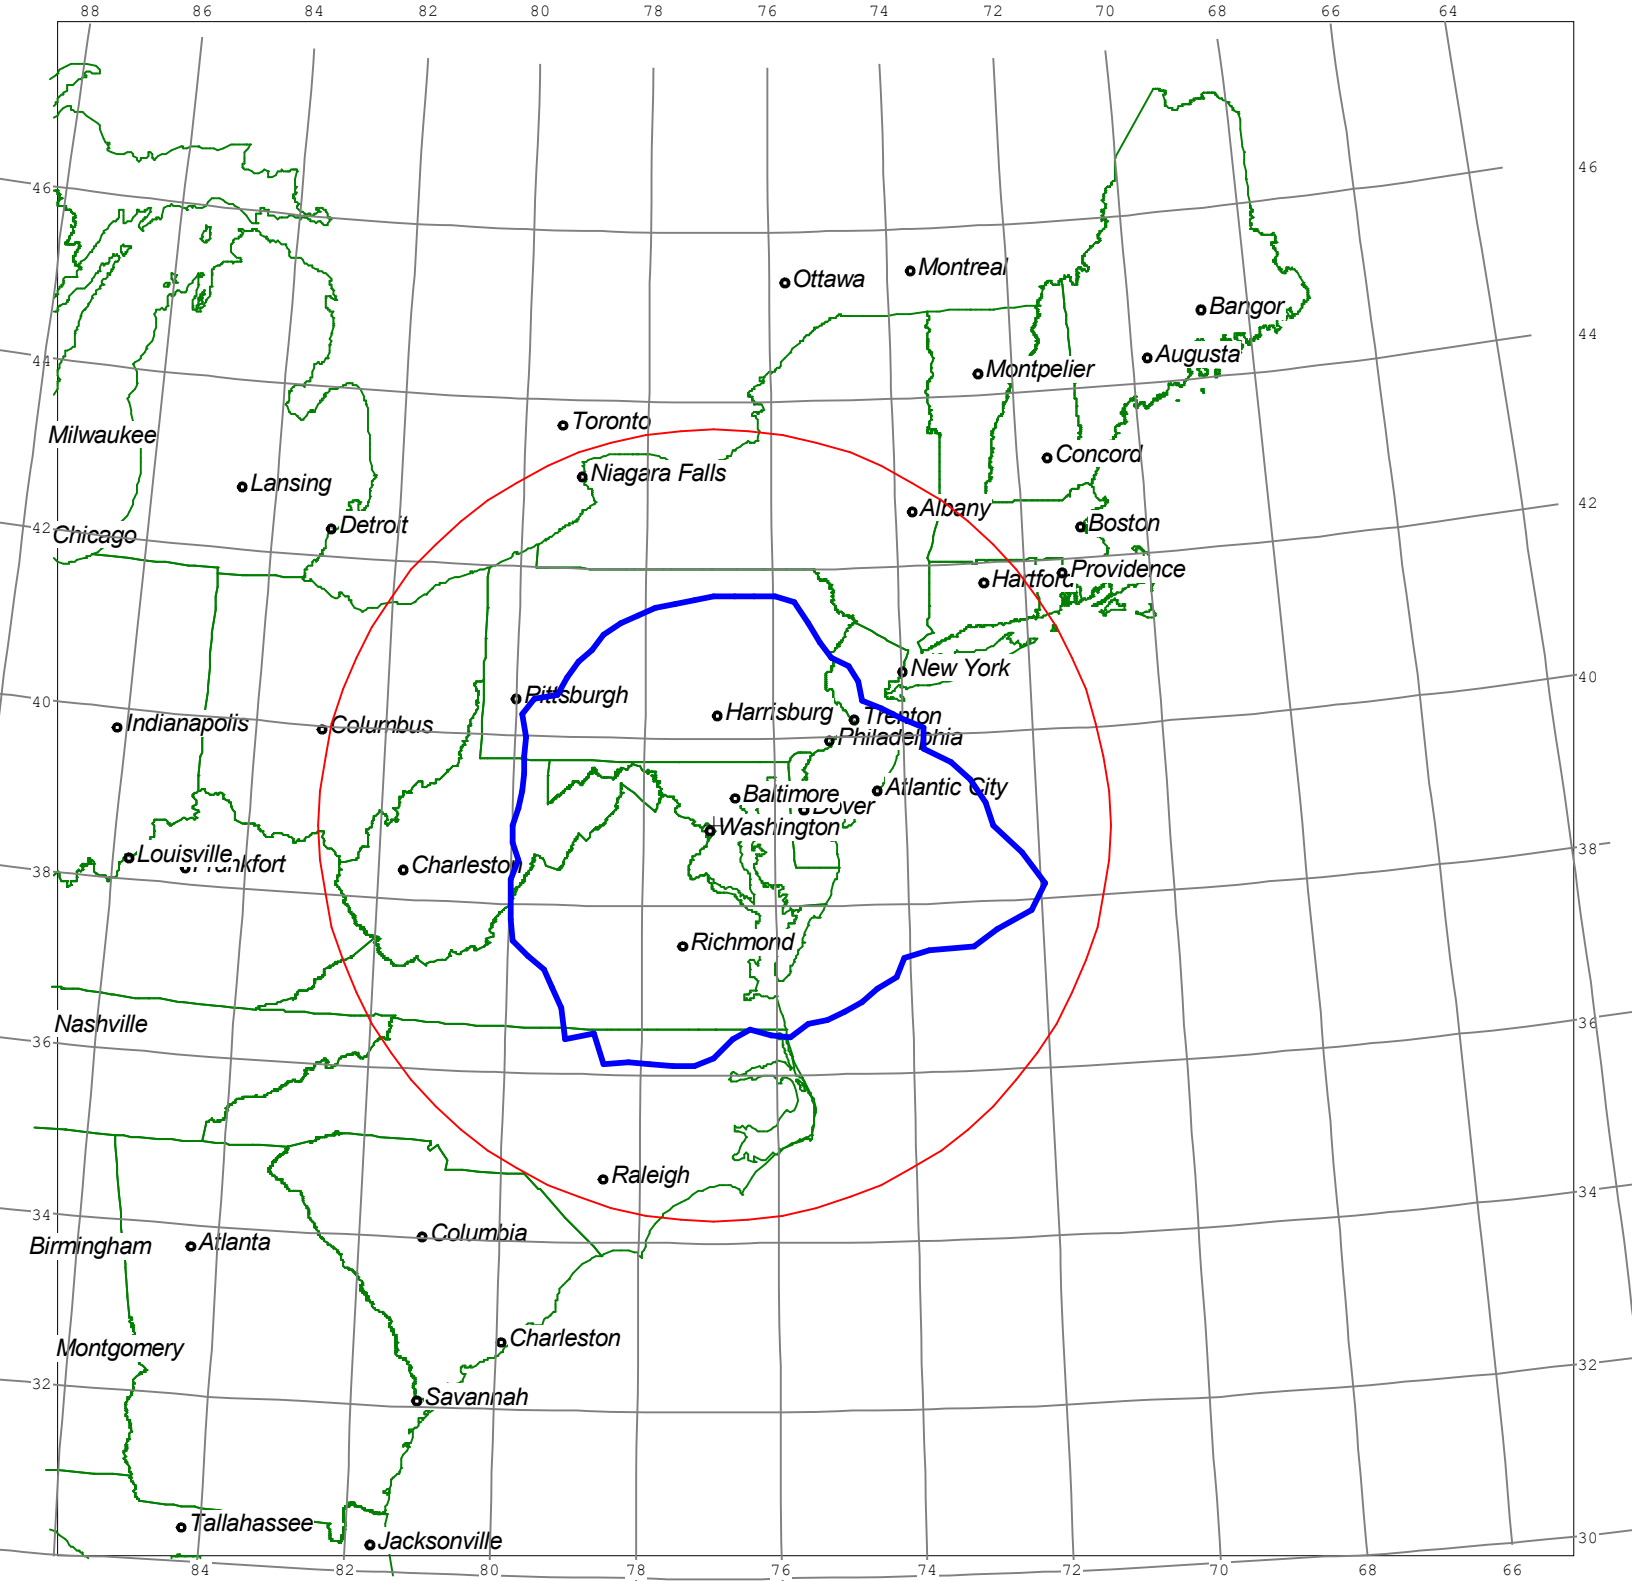 88 86 84 82 80 78 76 74 72 70 68 66 64
46 46
Ottawa
Montreal
Bangor
44 44
Augusta
Montpelier
Toronto
Milwaukee
Concord
Niagara Falls
Lansing
42 42
Albany
Detroit
Boston
Chicago
Providence
Hartford
New York
40 40
Pittsburgh
Harrisburg
Trenton
Indianapolis
Columbus
Philadelphia
Atlantic City
Baltimore
Dover
Washington
38 38
Louisville
Frankfort
Charleston
Richmond
Nashville
36 36
Raleigh
34 34
Columbia
Birmingham
Atlanta
Charleston
Montgomery
32 32
Savannah
Tallahassee
30
Jacksonville
84 82 80 78 76 74 72 70 68 66